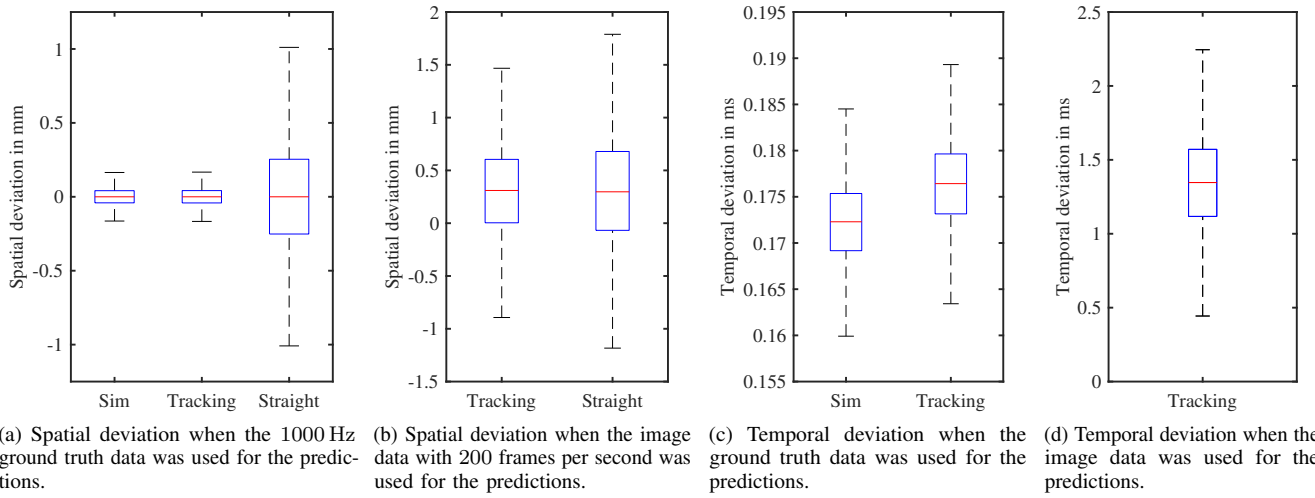 1
0.5
0
-0.5
-1
Spatial deviation in mm
Sim Tracking Straight
2
1.5
1
0.5
0
-0.5
-1
-1.5
Spatial deviation in mm
Tracking Straight
0.195
0.19
0.185
0.18
0.175
0.17
0.165
0.16
0.155
Temporal deviation in ms
Sim Tracking
2.5
2
1.5
1
0.5
0
Temporal deviation in ms
Tracking
(a) Spatial deviation when the 1000 Hz
ground truth data was used for the predic-
tions.
(b) Spatial deviation when the image
data with 200 frames per second was
used for the predictions.
(c) Temporal deviation when the
ground truth data was used for the
predictions.
(d) Temporal deviation when the
image data was used for the
predictions.